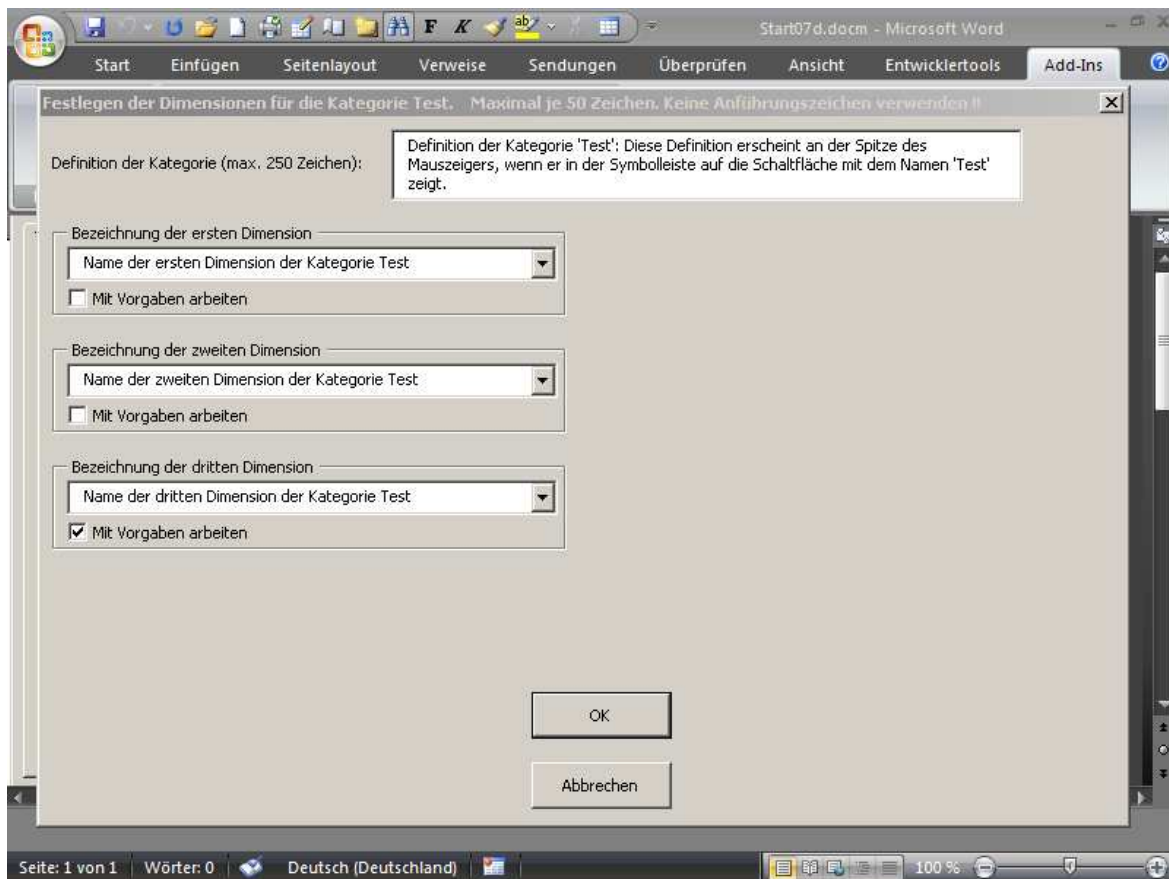 F K ab
Start07d.docm - Microsoft Word
Start Einfügen Seitenlayout Verweise Sendungen Überprüfen Ansicht Entwicklertools Add-Ins
Festlegen der Dimensionen für die Kategorie Test. Maximal je 50 Zeichen. Keine Anführungszeichen verwenden !!
Definition der Kategorie (max. 250 Zeichen):
Definition der Kategorie 'Test': Diese Definition erscheint an der Spitze des
Mauszeigers, wenn er in der Symbolleiste auf die Schaltfläche mit dem Namen 'Test'
zeigt.
Bezeichnung der ersten Dimension
Name der ersten Dimension der Kategorie Test
Mit Vorgaben arbeiten
Bezeichnung der zweiten Dimension
Name der zweiten Dimension der Kategorie Test
Mit Vorgaben arbeiten
Bezeichnung der dritten Dimension
Name der dritten Dimension der Kategorie Test
Mit Vorgaben arbeiten
OK
Abbrechen
Seite: 1 von 1 Wörter: 0 Deutsch (Deutschland) 100 %